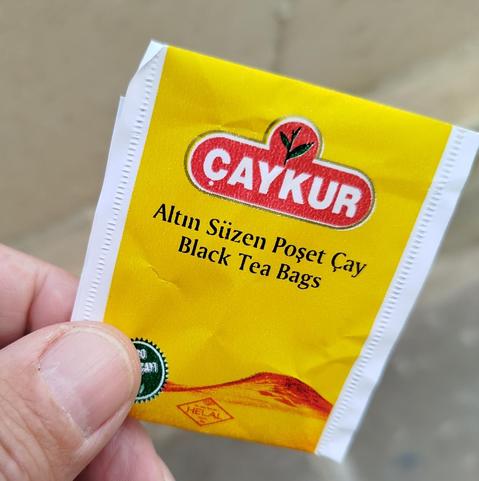 ÇAYKUR
Altın Süzen Poşet Çay
Black Tea Bags
HELAL